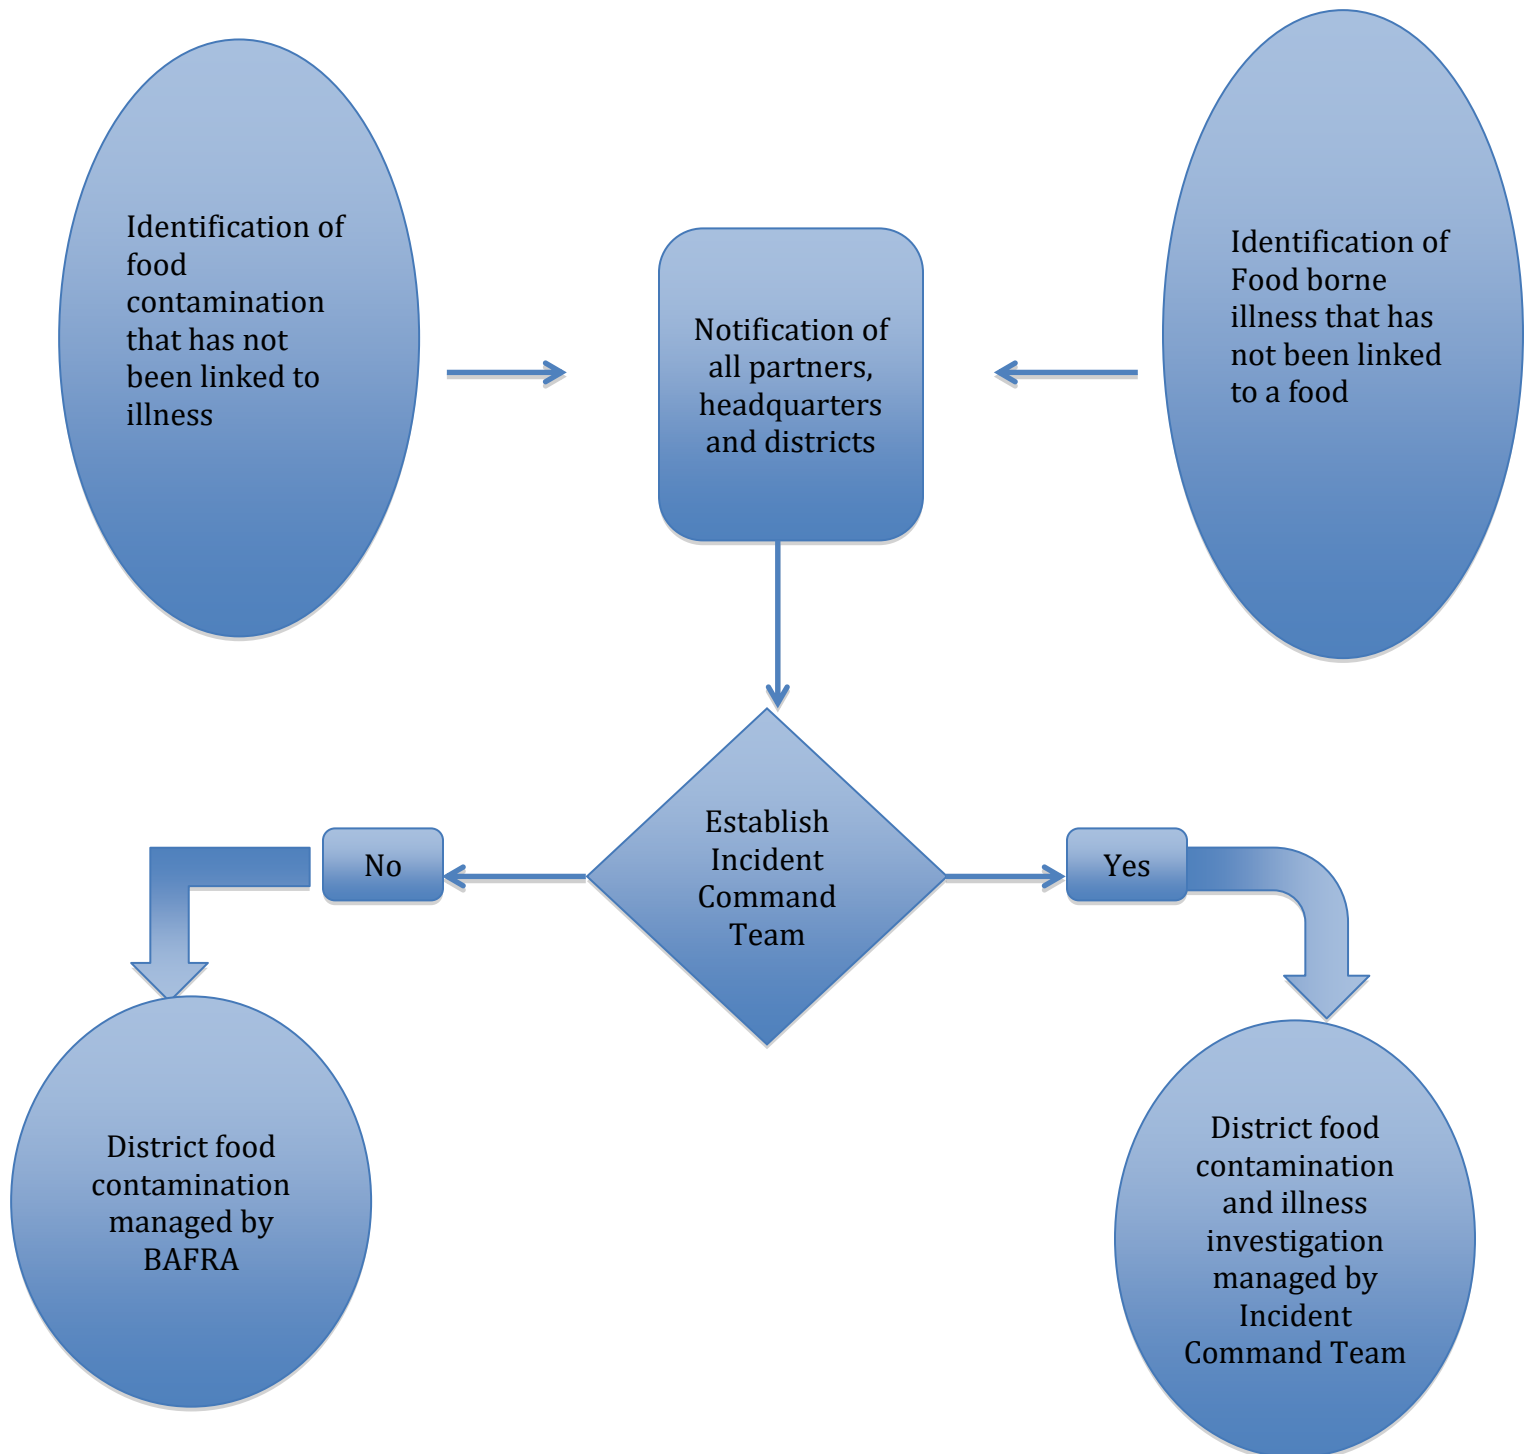 Identification of
food
contamination
that has not
been linked to
illness
Notification of
all partners,
headquarters
and districts
Identification of
Food borne
illness that has
not been linked
to a food
Establish
Incident
Command
Team
No
Yes
District food
contamination
managed by
BAFRA
District food
contamination
and illness
investigation
managed by
Incident
Command Team